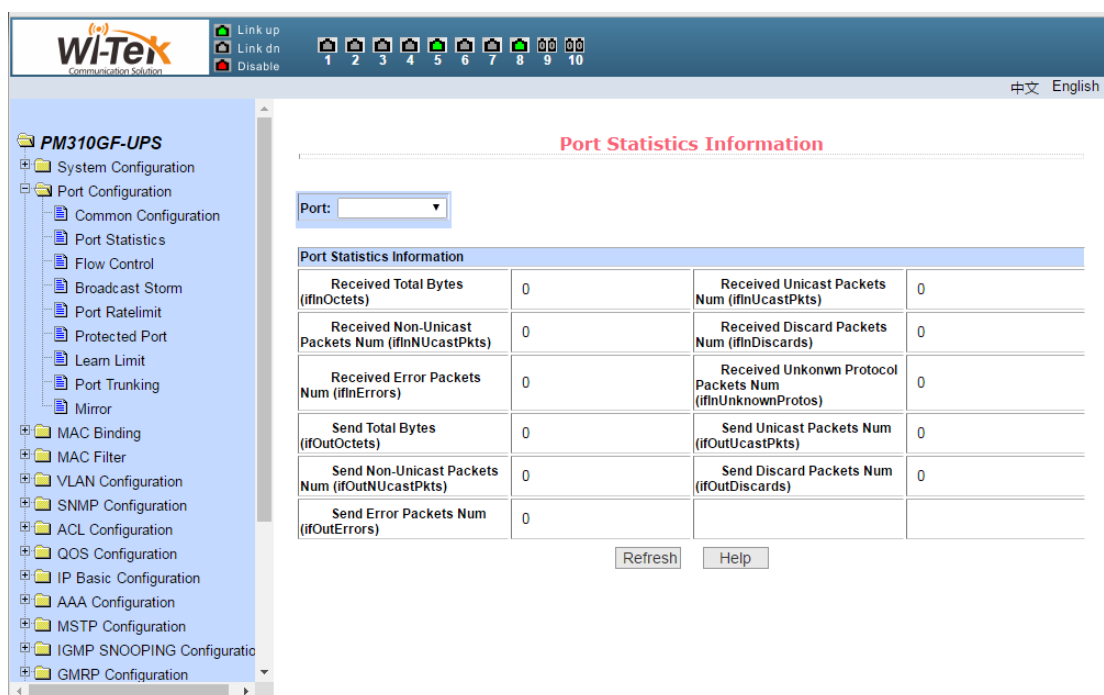 Wi-Tek
Communication Solution
Link up
Link dn
Disable
1 2 3 4 5 6 7 8 9 10
中文 English
PM310GF-UPS
System Configuration
Port Configuration
Common Configuration
Port Statistics
Flow Control
Broadcast Storm
Port Ratelimit
Protected Port
Learn Limit
Port Trunking
Mirror
MAC Binding
MAC Filter
VLAN Configuration
SNMP Configuration
ACL Configuration
QOS Configuration
IP Basic Configuration
AAA Configuration
MSTP Configuration
IGMP SNOOPING Configuratio
GMRP Configuration
Port Statistics Information
Port:
Port Statistics Information
Received Total Bytes
(ifInOctets)
0
Received Unicast Packets
Num (ifInUcastPkts)
0
Received Non-Unicast
Packets Num (ifInNUcastPkts)
0
Received Discard Packets
Num (ifInDiscards)
0
Received Error Packets
Num (ifInErrors)
0
Received Unkonwn Protocol
Packets Num
(ifInUnknownProtos)
0
Send Total Bytes
(ifOutOctets)
0
Send Unicast Packets Num
(ifOutUcastPkts)
0
Send Non-Unicast Packets
Num (ifOutNUcastPkts)
0
Send Discard Packets Num
(ifOutDiscards)
0
Send Error Packets Num
(ifOutErrors)
0
Refresh Help